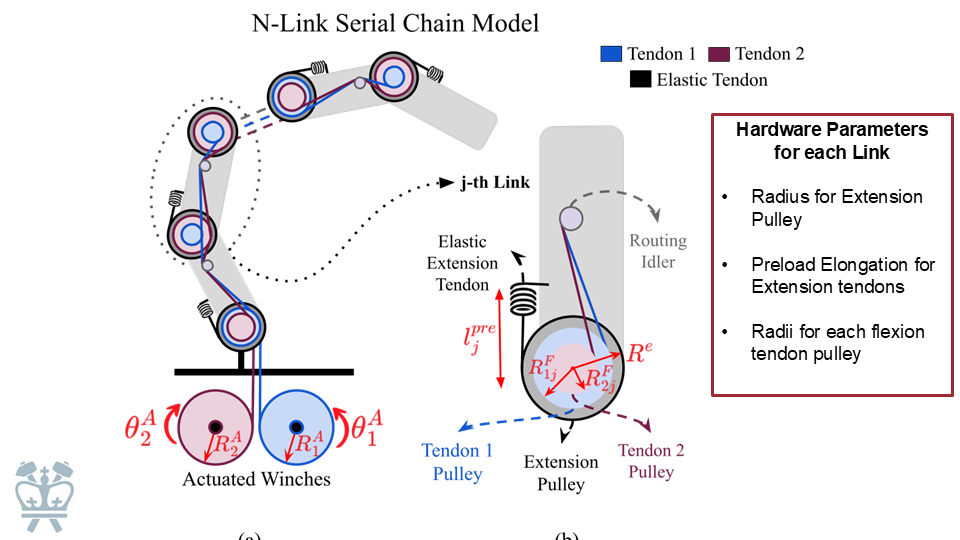 N-Link Serial Chain Model
Tendon 1
Tendon 2
Elastic Tendon
j-th Link
Elastic
Extension
Tendon
Routing
Idler
l_j^{pre}
R^e
R_{1j}^F
R_{2j}^F
θ_2^A
R_2^A
R_1^A
θ_1^A
Actuated Winches
Tendon 1
Pulley
Extension
Pulley
Tendon 2
Pulley
(a)
(b)
Hardware Parameters
for each Link
• Radius for Extension
Pulley
• Preload Elongation for
Extension tendons
• Radii for each flexion
tendon pulley